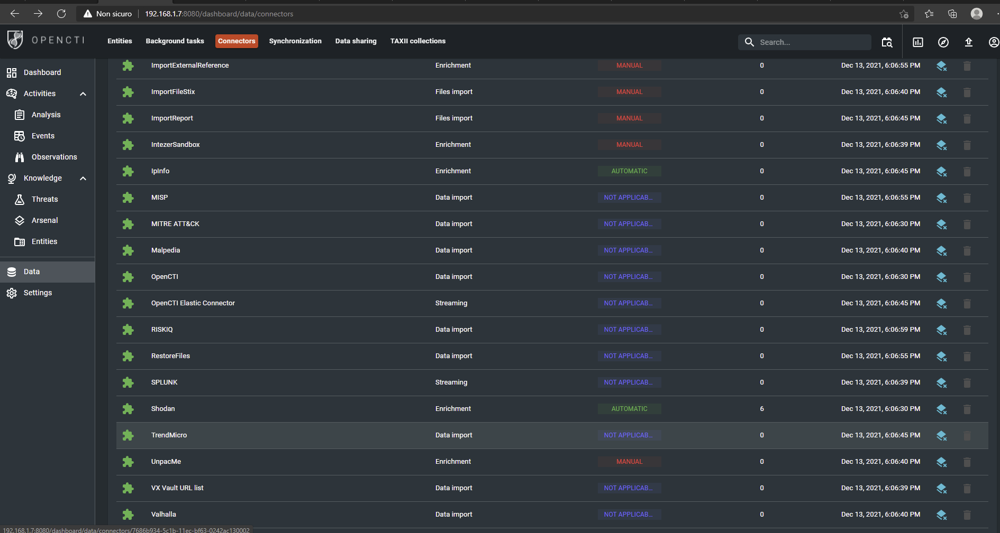 Non sicuro 192.168.1.7:8080/dashboard/data/connectors
OPENCTI Entities Background tasks Connectors Synchronization Data sharing TAXII collections Search...
Dashboard
Activities
Analysis
Events
Observations
Knowledge
Threats
Arsenal
Entities
Data
Settings
ImportExternalReference Enrichment MANUAL 0 Dec 13, 2021, 6:06:55 PM
ImportFileStix Files import MANUAL 0 Dec 13, 2021, 6:06:40 PM
ImportReport Files import MANUAL 0 Dec 13, 2021, 6:06:45 PM
IntezerSandbox Enrichment MANUAL 0 Dec 13, 2021, 6:06:39 PM
IpInfo Enrichment AUTOMATIC 0 Dec 13, 2021, 6:06:45 PM
MISP Data import NOT APPLICAB... 0 Dec 13, 2021, 6:06:55 PM
MITRE ATT&CK Data import NOT APPLICAB... 0 Dec 13, 2021, 6:06:30 PM
Malpedia Data import NOT APPLICAB... 0 Dec 13, 2021, 6:06:40 PM
OpenCTI Data import NOT APPLICAB... 0 Dec 13, 2021, 6:06:30 PM
OpenCTI Elastic Connector Streaming NOT APPLICAB... 0 Dec 13, 2021, 6:06:45 PM
RISKIQ Data import NOT APPLICAB... 0 Dec 13, 2021, 6:06:59 PM
RestoreFiles Data import NOT APPLICAB... 0 Dec 13, 2021, 6:06:55 PM
SPLUNK Streaming NOT APPLICAB... 0 Dec 13, 2021, 6:06:39 PM
Shodan Enrichment AUTOMATIC 6 Dec 13, 2021, 6:06:30 PM
TrendMicro Data import NOT APPLICAB... 0 Dec 13, 2021, 6:06:45 PM
UnpacMe Enrichment MANUAL 0 Dec 13, 2021, 6:06:40 PM
VX Vault URL list Data import NOT APPLICAB... 0 Dec 13, 2021, 6:06:39 PM
Valhalla Data import NOT APPLICAB... 0 Dec 13, 2021, 6:06:40 PM
192.168.1.7:8080/dashboard/data/connectors/7686b934-5c1b-11ec-bf63-0242ac130002